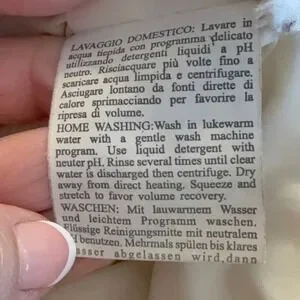 LAVAGGIO DOMESTICO: Lavare in
acqua tiepida con programma delicato
utilizzando detergenti liquidi a pH
neutro. Risciacquare più volte fino a
scaricare acqua limpida e centrifugare.
Asciugare lontano da fonti dirette di
calore sprimacciando per favorire la
ripresa di volume.
HOME WASHING:Wash in lukewarm
water with a gentle wash machine
program. Use liquid detergent with
neuter pH. Rinse several times until clear
water is discharged then centifuge. Dry
away from direct heating. Squeeze and
stretch to favor volume recovery.
WASCHEN: Mit lauwarmem Wasser
und leichtem Programm waschen.
Flüssige Reinigungsmitte mit neutralem
benutzen. Mehrmals spülen bis klares
Wasser abgelassen wird,dann